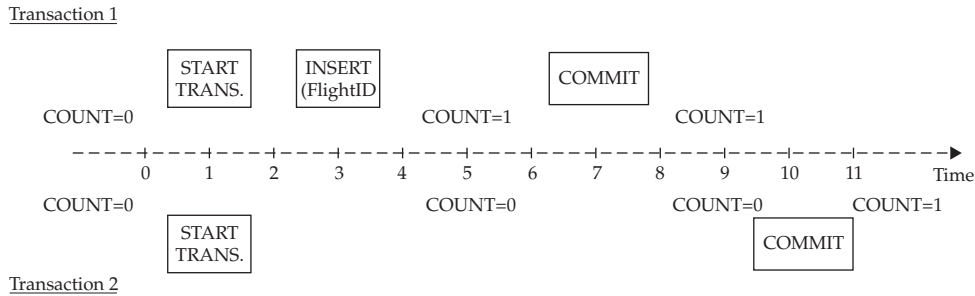 Transaction 1
START
TRANS.
INSERT
(FlightID
COMMIT
COUNT=0
COUNT=1
COUNT=1
0 1 2 3 4 5 6 7 8 9 10 11 Time
COUNT=0
COUNT=0
COUNT=0
COUNT=1
START
TRANS.
COMMIT
Transaction 2